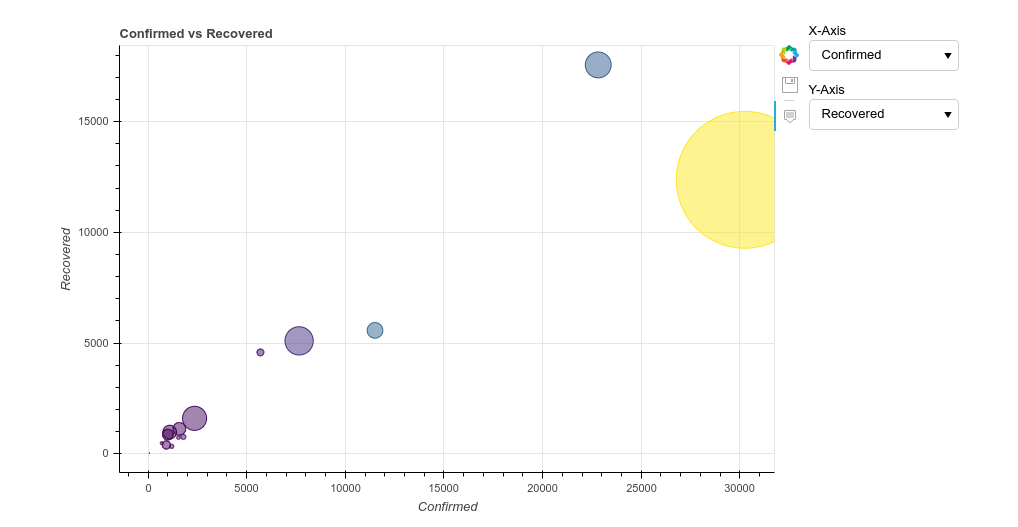 Confirmed vs Recovered
X-Axis
Confirmed
Y-Axis
Recovered
15000
10000
5000
0
Recovered
0 5000 10000 15000 20000 25000 30000
Confirmed